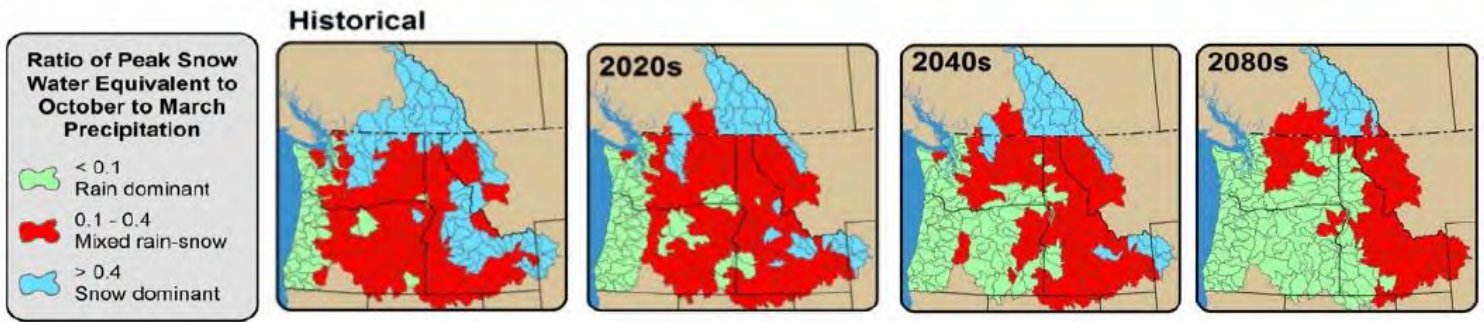 Ratio of Peak Snow
Water Equivalent to
October to March
Precipitation
< 0.1
Rain dominant
0.1 - 0.4
Mixed rain-snow
> 0.4
Snow dominant
Historical
2020s
2040s
2080s